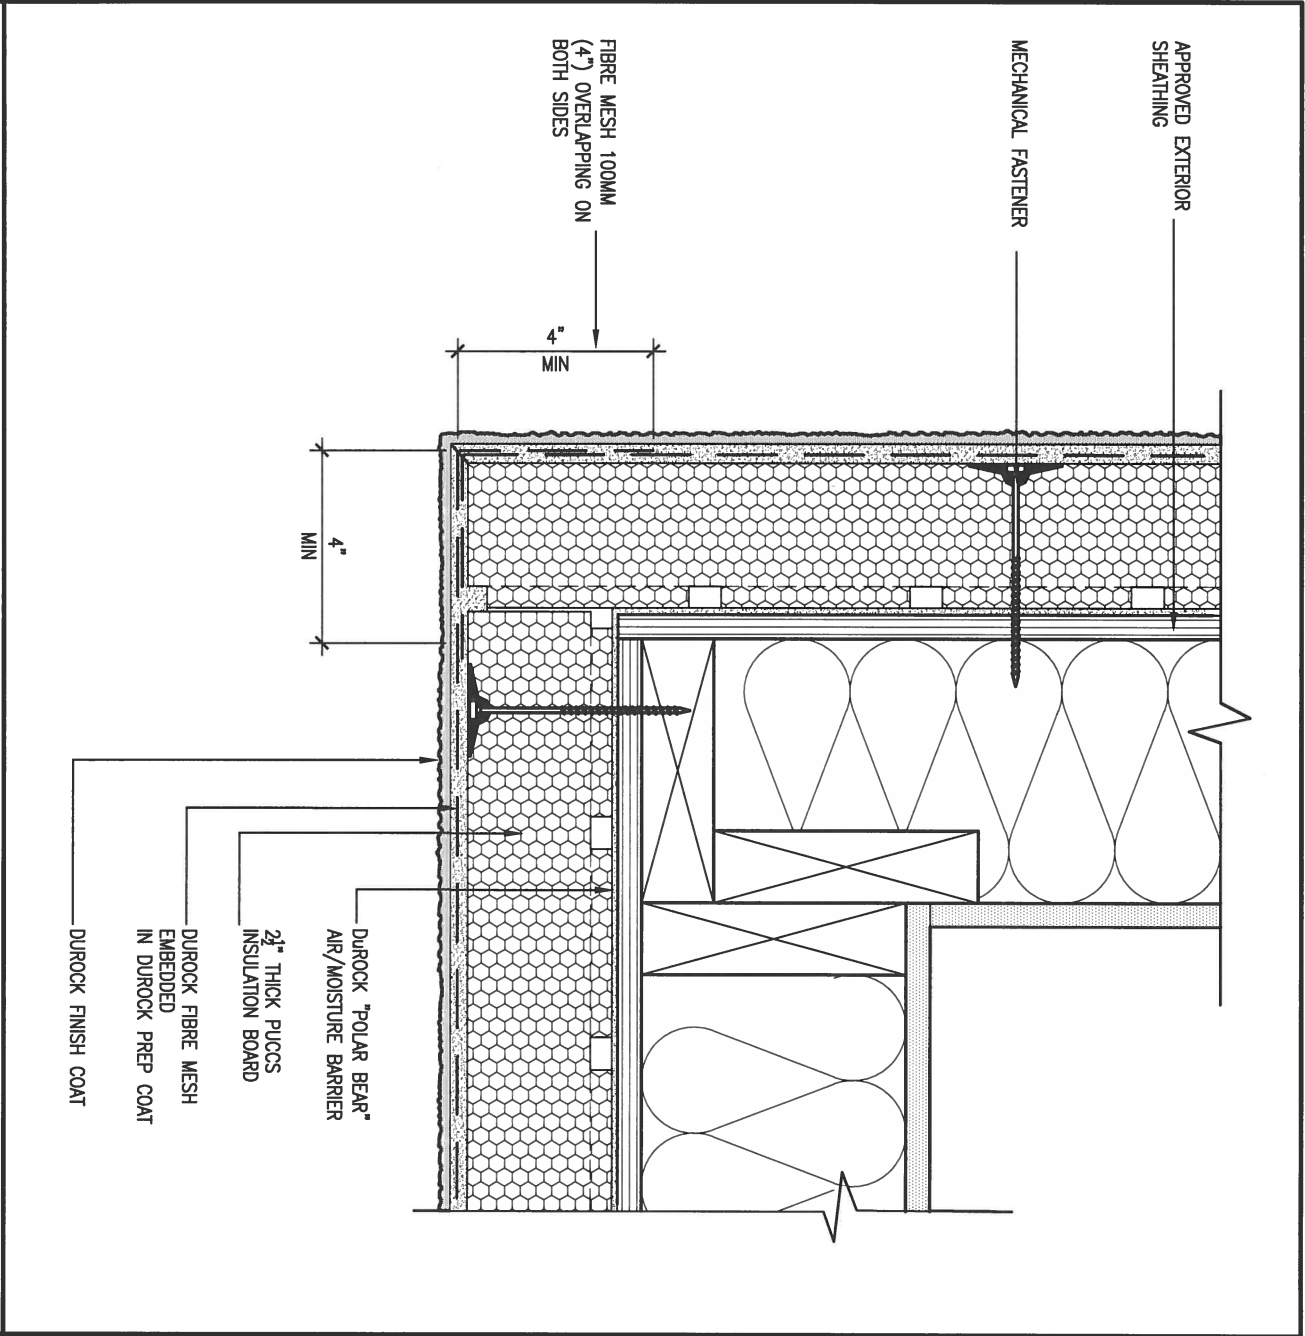 APPROVED EXTERIOR
SHEATHING
MECHANICAL FASTENER
FIBRE MESH 100MM
(4") OVERLAPPING ON
BOTH SIDES
4"
MIN
4"
MIN
DuROCK "POLAR BEAR"
AIR/MOISTURE BARRIER
2½" THICK PUCCS
INSULATION BOARD
DUROCK FIBRE MESH
EMBEDDED
IN DUROCK PREP COAT
DUROCK FINISH COAT